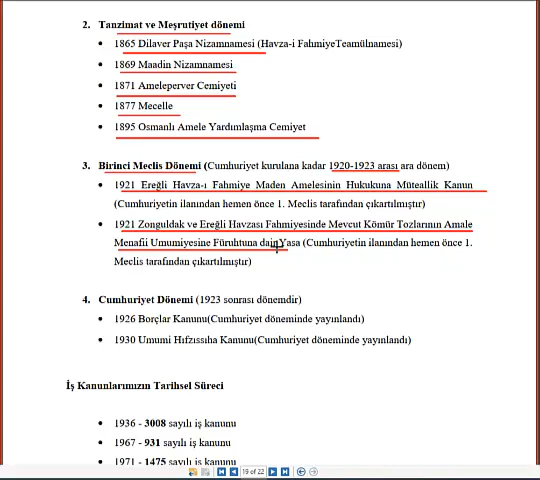 2. Tanzimat ve Meşrutiyet dönemi
• 1865 Dilaver Paşa Nizamnamesi (Havza-i FahmiyeTeamülnamesi)
• 1869 Maadin Nizamnamesi
• 1871 Ameleperver Cemiyeti
• 1877 Mecelle
• 1895 Osmanlı Amele Yardımlaşma Cemiyet
3. Birinci Meclis Dönemi (Cumhuriyet kurulana kadar 1920-1923 arası ara dönem)
• 1921 Ereğli Havza-ı Fahmiye Maden Amelesinin Hukukuna Müteallik Kanun
(Cumhuriyetin ilanından hemen önce 1. Meclis tarafından çıkartılmıştır)
• 1921 Zonguldak ve Ereğli Havzası Fahmiyesinde Mevcut Kömür Tozlarının Amale
Menafii Umumiyesine Füruhtuna dair Yasa (Cumhuriyetin ilanından hemen önce 1.
Meclis tarafından çıkartılmıştır)
4. Cumhuriyet Dönemi (1923 sonrası dönemdir)
• 1926 Borçlar Kanunu(Cumhuriyet döneminde yayınlandı)
• 1930 Umumi Hıfzıssıha Kanunu(Cumhuriyet döneminde yayınlandı)
İş Kanunlarımızın Tarihsel Süreci
• 1936 - 3008 sayılı iş kanunu
• 1967 - 931 sayılı iş kanunu
• 1971 - 1475 sayılı iş kanunu
19 of 22